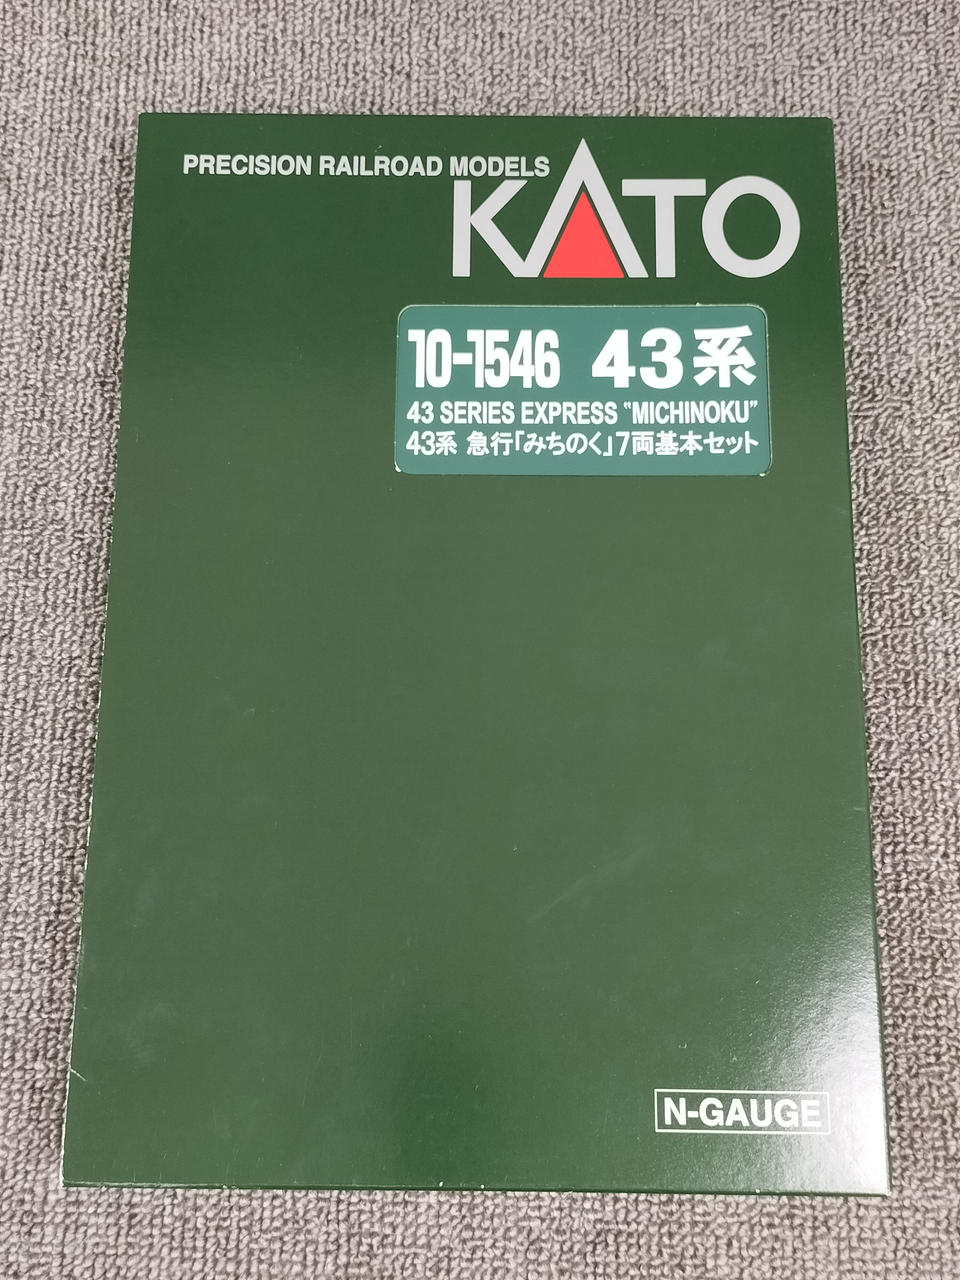 PRECISION RAILROAD MODELS
KATO
10-1546 43系
43 SERIES EXPRESS "MICHINOKU"
43系 急行「みちのく」7両基本セット
N-GAUGE